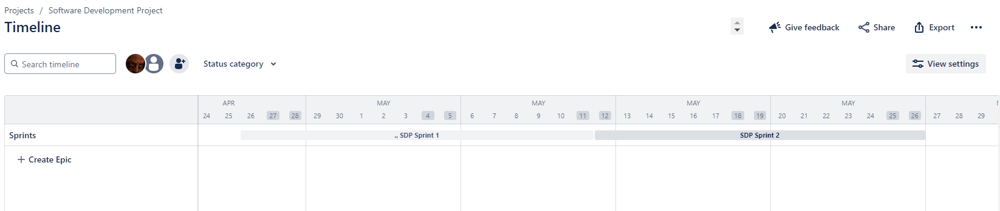 Projects / Software Development Project
Timeline
Give feedback
Share
Export
Search timeline
Status category
View settings
APR MAY MAY MAY MAY
24 25 26 27 28 29 30 1 2 3 4 5 6 7 8 9 10 11 12 13 14 15 16 17 18 19 20 21 22 23 24 25 26 27 28 29
Sprints ., SDP Sprint 1 SDP Sprint 2
+ Create Epic